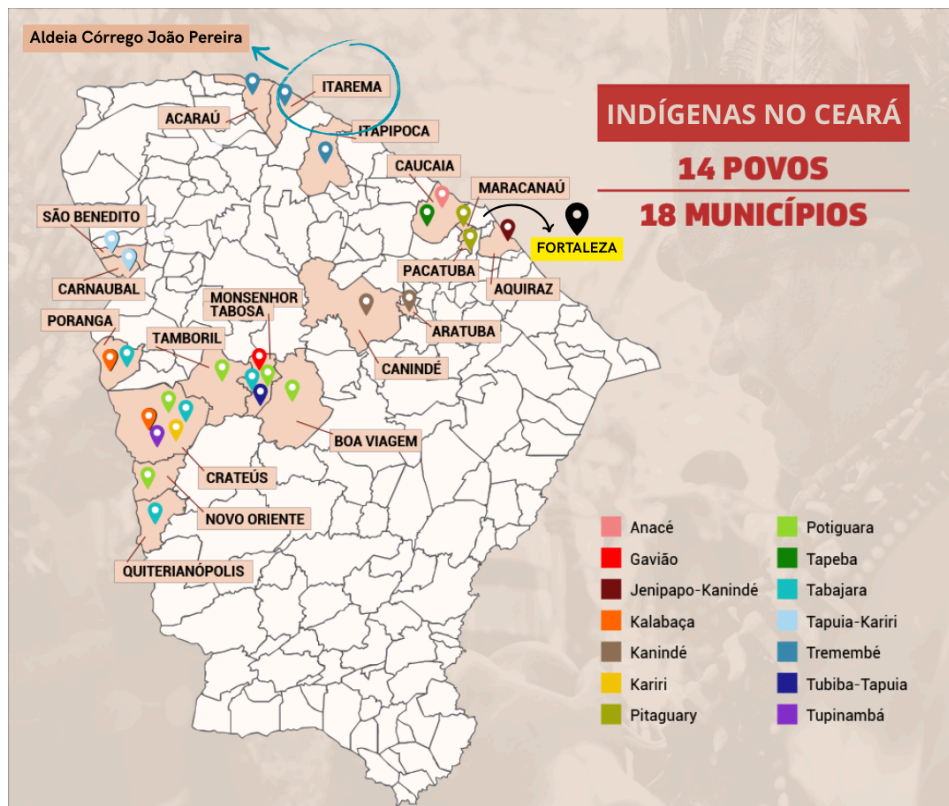 Aldeia Córrego João Pereira
ITAREMA
ACARAÚ
ITAPIPOCA
INDÍGENAS NO CEARÁ
14 POVOS
18 MUNICÍPIOS
CAUCAIA
MARACANAÚ
SÃO BENEDITO
FORTALEZA
PACATUBA
AQUIRAZ
CARNAUBAL
MONSENHOR
TABOSA
PORANGA
TAMBORIL
ARATUBA
CANINDÉ
BOA VIAGEM
CRATEÚS
NOVO ORIENTE
QUITERIANÓPOLIS
Anacé
Gavião
Jenipapo-Kanindé
Kalabaça
Kanindé
Kariri
Pitaguary
Potiguara
Tapeba
Tabajara
Tapuia-Kariri
Tremembé
Tubiba-Tapuia
Tupinambá